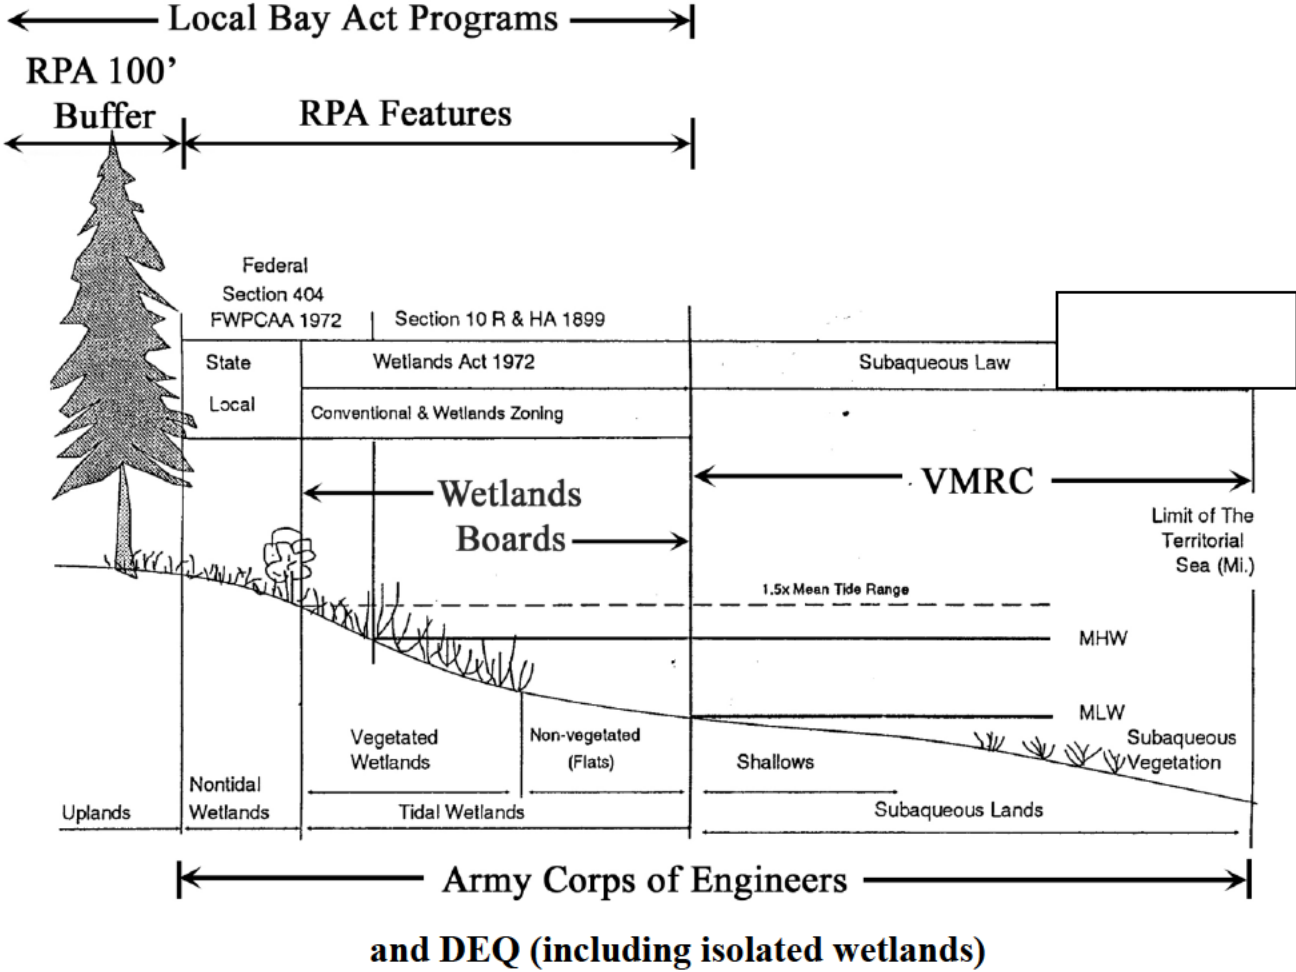 Local Bay Act Programs
RPA 100’
Buffer
RPA Features
Federal
Section 404
FWPCAA 1972
Section 10 R & HA 1899
State
Wetlands Act 1972
Subaqueous Law
Local
Conventional & Wetlands Zoning
Wetlands
Boards
VMRC
Limit of The
Territorial
Sea (Mi.)
1.5x Mean Tide Range
MHW
MLW
Vegetated
Wetlands
Non-vegetated
(Flats)
Shallows
Subaqueous
Vegetation
Nontidal
Wetlands
Uplands
Tidal Wetlands
Subaqueous Lands
Army Corps of Engineers
and DEQ (including isolated wetlands)